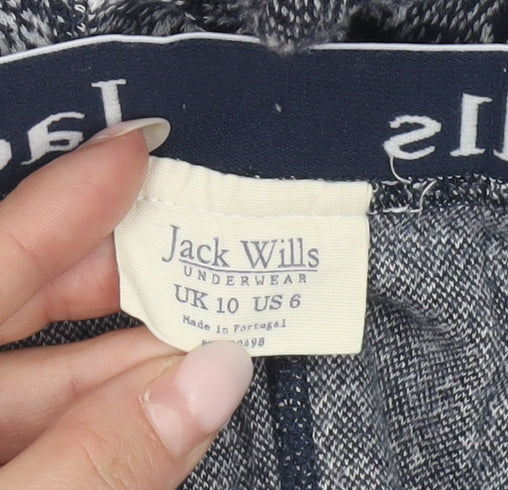 Jack Wills
UNDERWEAR
UK 10 US 6
Made in Portugal